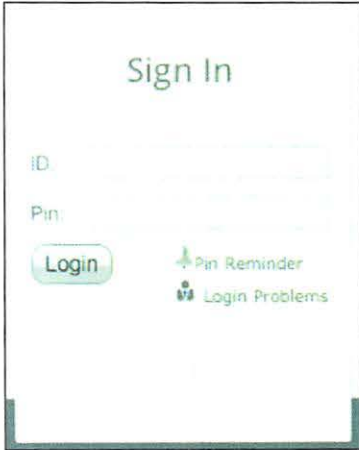 Sign In
ID
Pin
Login
Pin Reminder
Login Problems